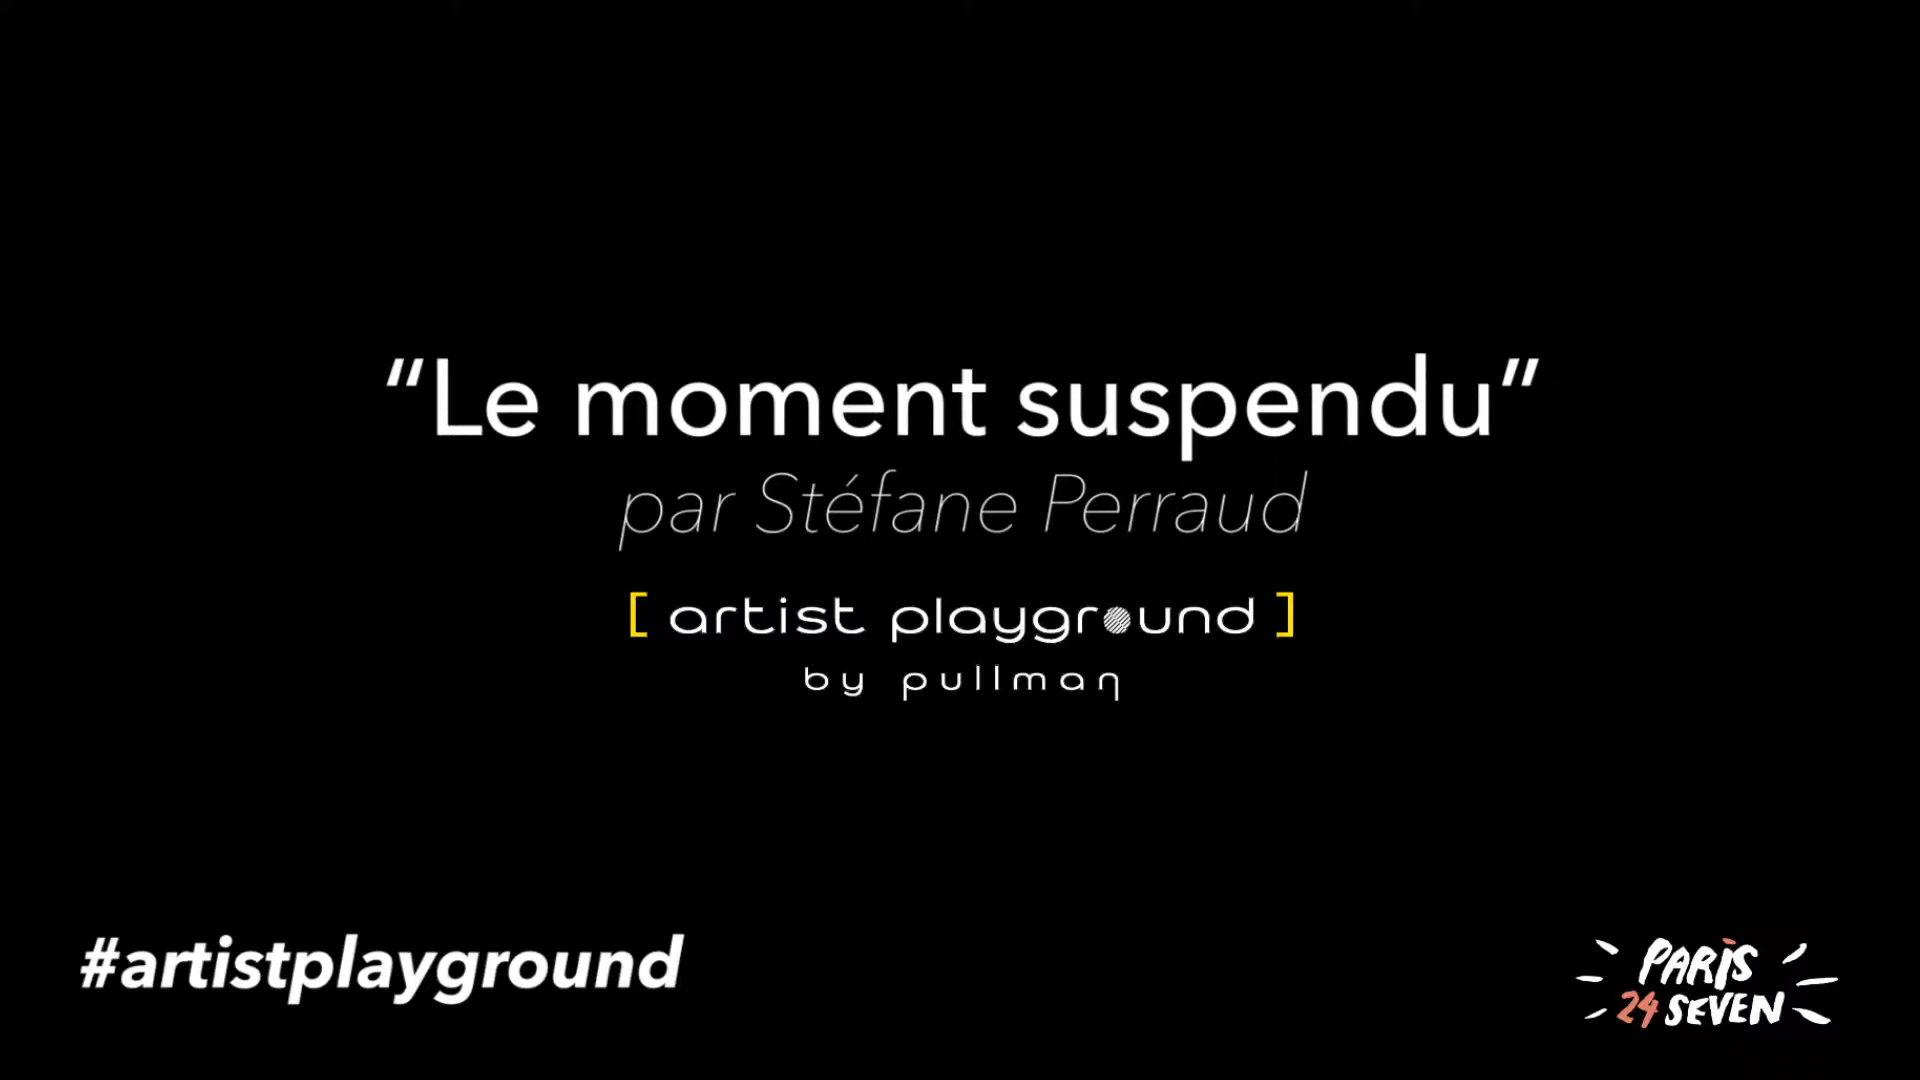 “Le moment suspendu”
par Stéfane Perraud
[ artist playground ]
by pullman
#artistplayground
PARIS
24 SEVEN